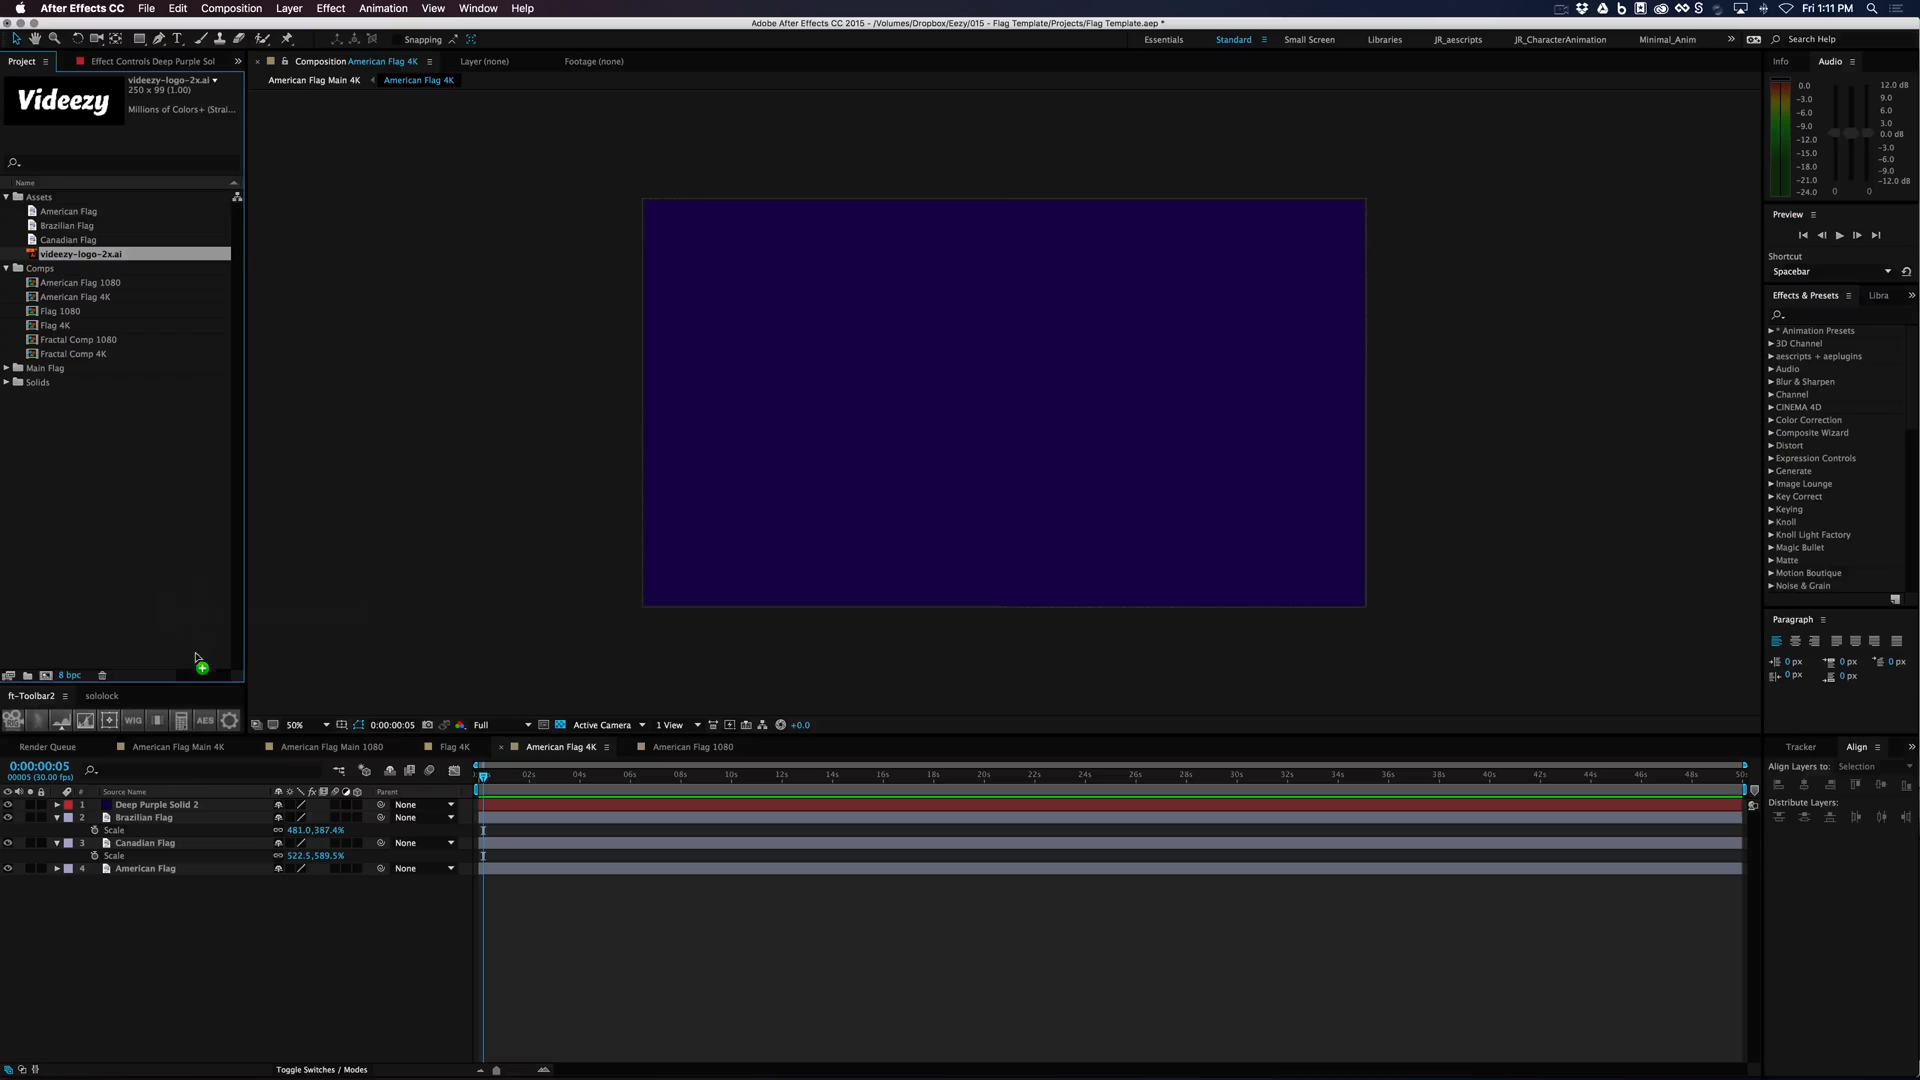 After Effects CC File Edit Composition Layer Effect Animation View Window Help Fri 1:11 PM
Adobe After Effects CC 2015 - /Volumes/Dropbox/Eezy/015 - Flag Template/Projects/Flag Template.aep *
Snapping Essentials Standard Small Screen Libraries JR_aescripts JR_CharacterAnimation Minimal_Anim Search Help
Project Effect Controls Deep Purple Sol
Composition American Flag 4K Layer (none) Footage (none)
American Flag Main 4K American Flag 4K
Videezy
videezy-logo-2x.ai
250 x 99 (1.00)
Millions of Colors+ (Strai...
Name
Assets
American Flag
Brazilian Flag
Canadian Flag
videezy-logo-2x.ai
Comps
American Flag 1080
American Flag 4K
Flag 1080
Flag 4K
Fractal Comp 1080
Fractal Comp 4K
Main Flag
Solids
8 bpc
ft-Toolbar2 sololock
WIG AES
50% 0:00:00:05 Full Active Camera 1 View +0.0
Info Audio
0.0 12.0 dB
-3.0 9.0
-6.0 6.0
-9.0 3.0
-12.0 0.0 dB
-15.0 -3.0
-18.0 -6.0
-21.0 -9.0
-24.0 -12.0 dB
0 0
Preview
Shortcut
Spacebar
Effects & Presets Libra
* Animation Presets
3D Channel
aescripts + aeplugins
Audio
Blur & Sharpen
Channel
CINEMA 4D
Color Correction
Composite Wizard
Distort
Expression Controls
Generate
Image Lounge
Key Correct
Keying
Knoll
Knoll Light Factory
Magic Bullet
Matte
Motion Boutique
Noise & Grain
Paragraph
0 px 0 px 0 px
0 px 0 px
Render Queue American Flag Main 4K American Flag Main 1080 Flag 4K American Flag 4K American Flag 1080
0:00:00:05
00005 (30.00 fps)
02s 04s 06s 08s 10s 12s 14s 16s 18s 20s 22s 24s 26s 28s 30s 32s 34s 36s 38s 40s 42s 44s 46s 48s 50s
# Source Name fx Parent
1 Deep Purple Solid 2 None
2 Brazilian Flag None
Scale 481.0,387.4%
3 Canadian Flag None
Scale 522.5,589.5%
4 American Flag None
Toggle Switches / Modes
Tracker Align
Align Layers to: Selection
Distribute Layers: